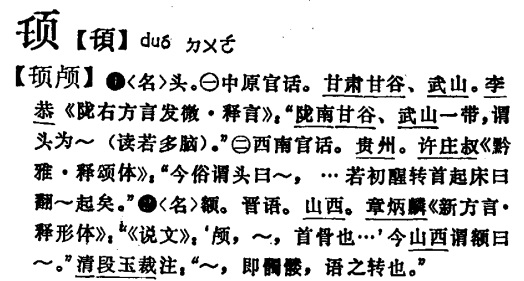 【𩑒】 duó ㄉㄨㄛˊ
【颅】❶〈名〉头。㊀中原官话。甘肃甘谷、武山。李
恭《陇右方言发微·释言》：“陇南甘谷、武山一带，谓
头为～（读若多脑）。”㊁西南官话。贵州。许庄叔《黔
雅·释颂体》：“今俗谓头曰～，…若初醒转首起床曰
翻～起矣。”❷〈名〉额。晋语。山西。章炳麟《新方言·
释形体》：“《说文》：‘颅，～，首骨也…’今山西谓额曰
～。”清段玉裁注：“～，即髑髅，语之转也。”